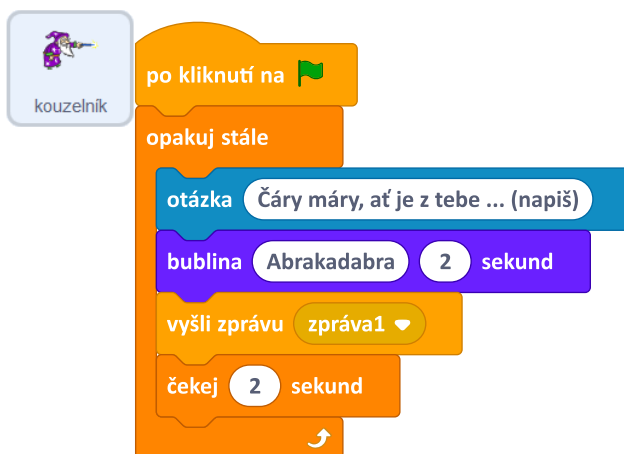 kouzelník
po kliknutí na
opakuj stále
otázka Čáry máry, ať je z tebe ... (napiš)
bublina Abrakadabra 2 sekund
vyšli zprávu zpráva1
čekej 2 sekund